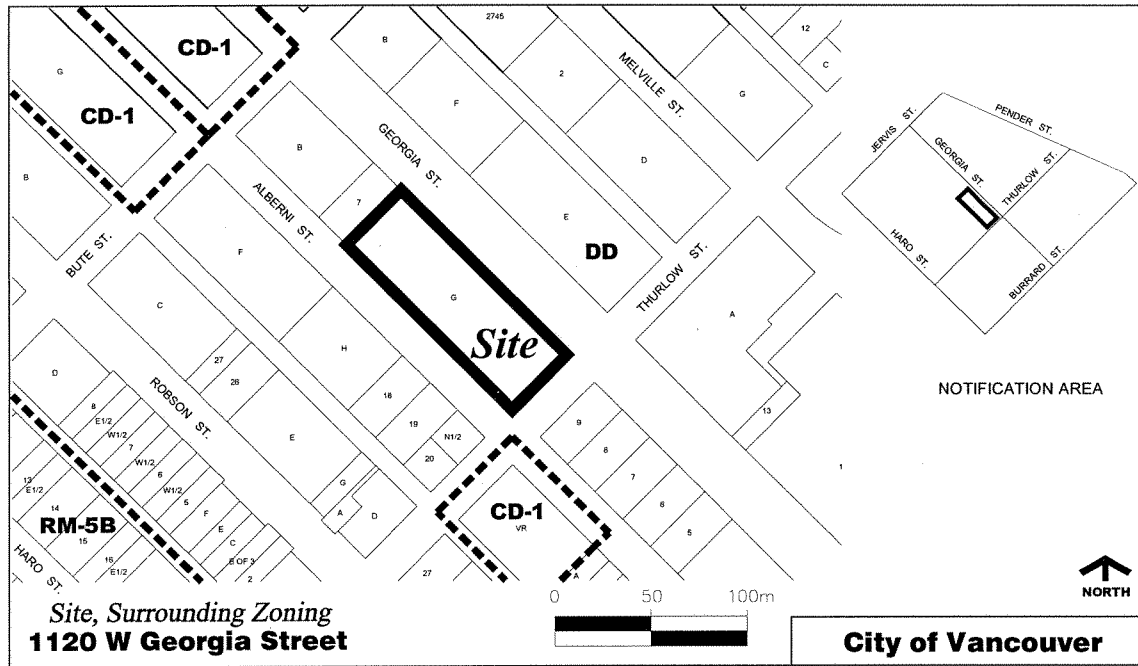 2745
12
CD-1
B
C
MELVILLE ST.
G
2
G
F
CD-1
PENDER ST.
JERVIS ST.
GEORGIA ST.
GEORGIA ST.
B
D
THURLOW ST.
B
ALBERNI ST.
7
E
HARO ST.
BUTE ST.
F
DD
THURLOW ST.
BURRARD ST.
G
C
A
Site
H
27
26
D
ROBSON ST.
18
NOTIFICATION AREA
8
E1/2
W1/2
19
N1/2
9
13
7
20
8
E
W1/2
6
13
E1/2
W1/2
7
14
5
G
CD-1
VR
6
F
A
D
RM-5B
E
5
15
C
HARO ST.
16
E1/2
B OF 3
2
27
A
NORTH
Site, Surrounding Zoning
0 50 100m
1120 W Georgia Street
City of Vancouver